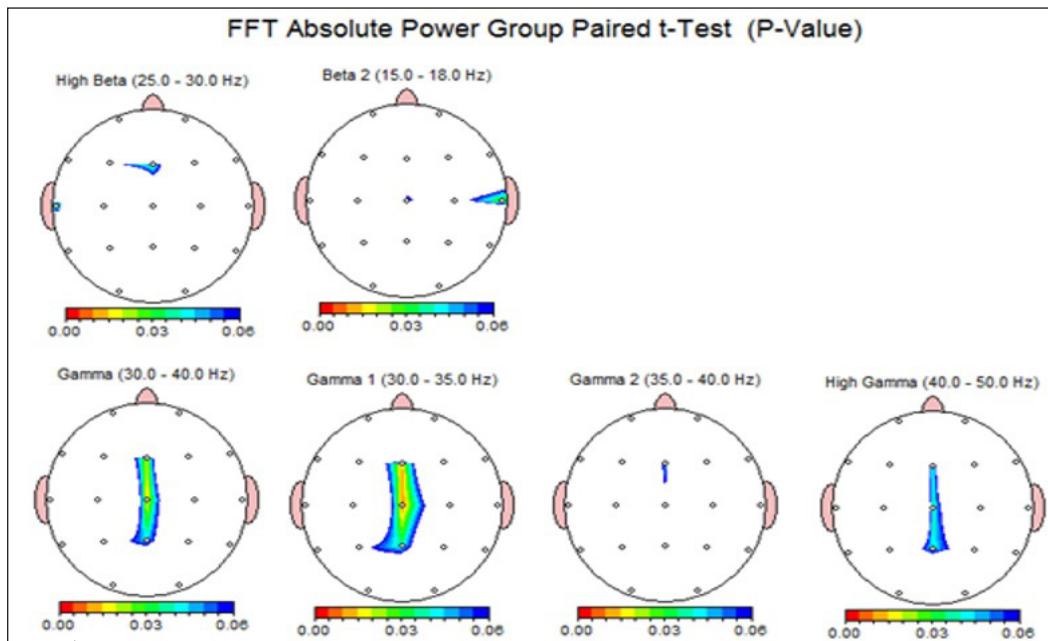 FFT Absolute Power Group Paired t-Test (P-Value)
High Beta (25.0 - 30.0 Hz)
Beta 2 (15.0 - 18.0 Hz)
0.00 0.03 0.06
0.00 0.03 0.06
Gamma (30.0 - 40.0 Hz)
Gamma 1 (30.0 - 35.0 Hz)
Gamma 2 (35.0 - 40.0 Hz)
High Gamma (40.0 - 50.0 Hz)
0.00 0.03 0.06
0.00 0.03 0.06
0.00 0.03 0.06
0.00 0.03 0.06